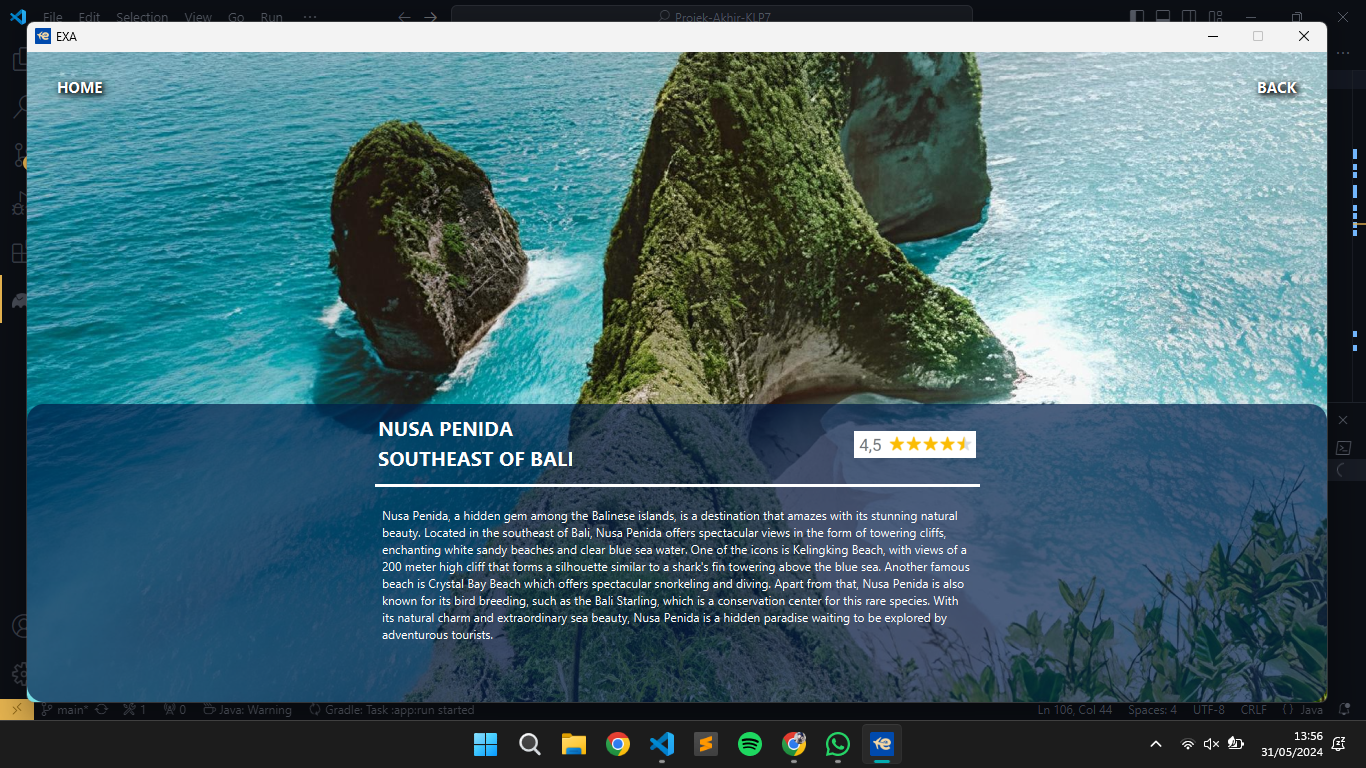 File Edit Selection View Go Run ··· Projek-Akhir-KLP7
EXA
HOME
BACK
NUSA PENIDA
SOUTHEAST OF BALI
4,5
Nusa Penida, a hidden gem among the Balinese islands, is a destination that amazes with its stunning natural
beauty. Located in the southeast of Bali, Nusa Penida offers spectacular views in the form of towering cliffs,
enchanting white sandy beaches and clear blue sea water. One of the icons is Kelingking Beach, with views of a
200 meter high cliff that forms a silhouette similar to a shark's fin towering above the blue sea. Another famous
beach is Crystal Bay Beach which offers spectacular snorkeling and diving. Apart from that, Nusa Penida is also
known for its bird breeding, such as the Bali Starling, which is a conservation center for this rare species. With
its natural charm and extraordinary sea beauty, Nusa Penida is a hidden paradise waiting to be explored by
adventurous tourists.
main* 1 0 Java: Warning Gradle: Task :app:run started Ln 106, Col 44 Spaces: 4 UTF-8 CRLF {} Java
13:56
31/05/2024